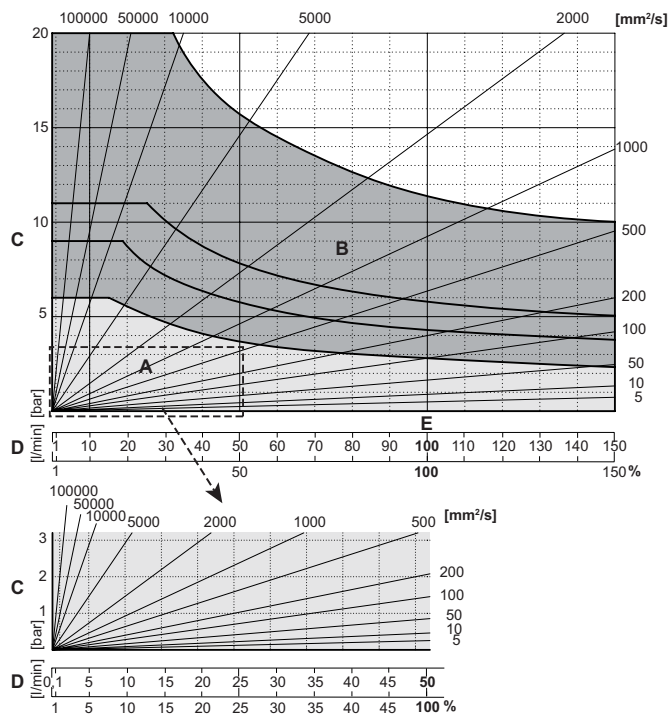 100000 50000 10000 5000 2000 [mm²/s]
20
15
1000
10
C
B
500
5
200
100
A
50
10
5
[bar]
E
D [l/min] 1 10 20 30 40 50 60 70 80 90 100 110 120 130 140 150
1 50 100 150 %
100000
50000
10000 5000 2000 1000 500 [mm²/s]
3
C 2
200
100
1
50
10
5
[bar]
D [l/min] 0,1 5 10 15 20 25 30 35 40 45 50
1 5 10 15 20 25 30 35 40 45 100 %